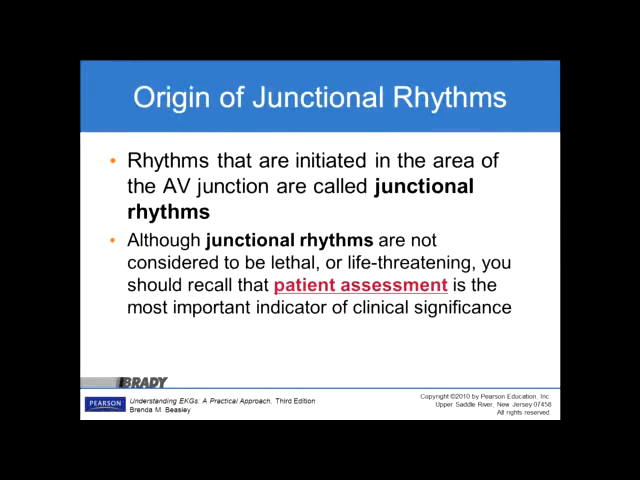 Origin of Junctional Rhythms
• Rhythms that are initiated in the area of
the AV junction are called junctional
rhythms
• Although junctional rhythms are not
considered to be lethal, or life-threatening, you
should recall that patient assessment is the
most important indicator of clinical significance
BRADY
PEARSON
Understanding EKGs: A Practical Approach, Third Edition
Brenda M. Beasley
Copyright ©2010 by Pearson Education, Inc.
Upper Saddle River, New Jersey 07458
All rights reserved.